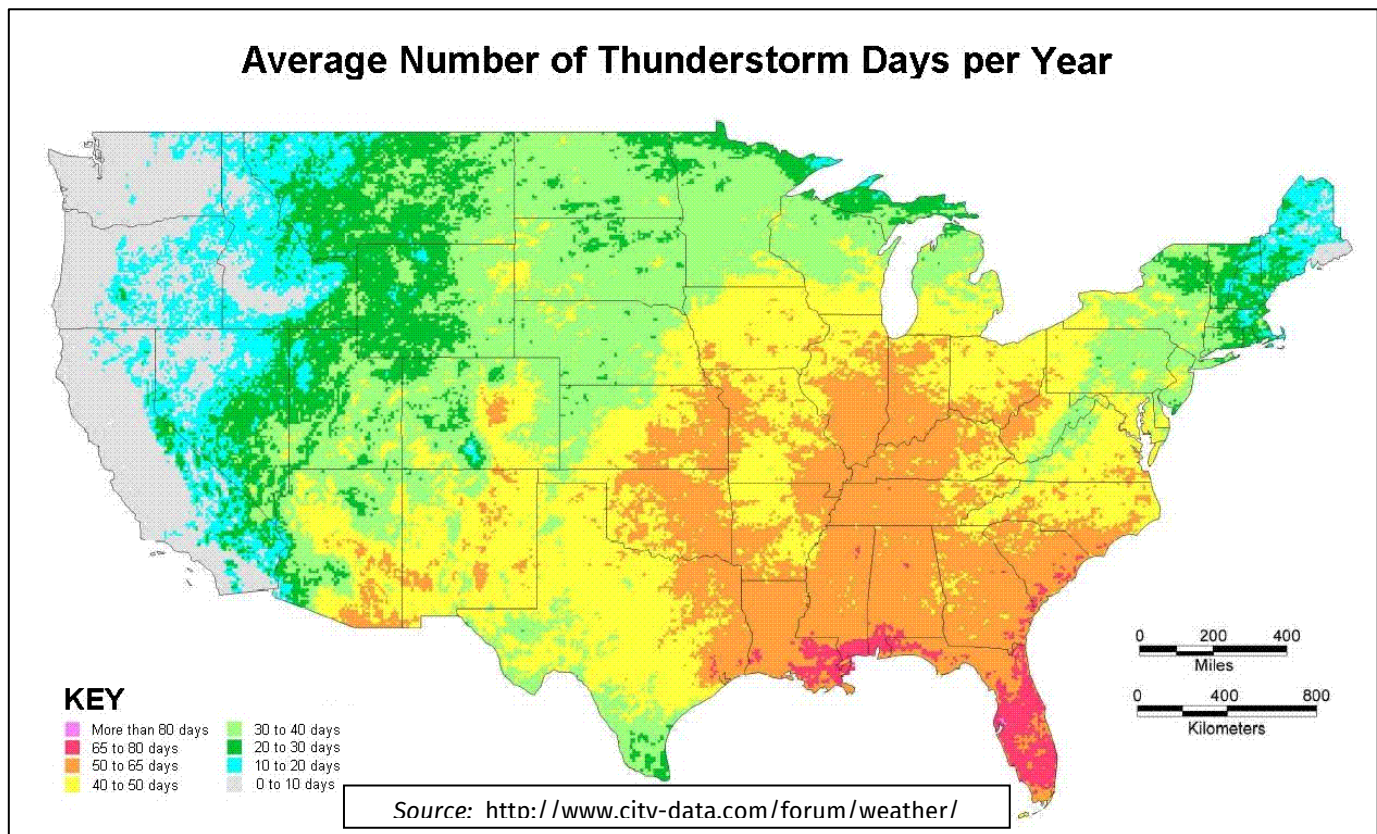 Average Number of Thunderstorm Days per Year
0 200 400
Miles
0 400 800
Kilometers
KEY
More than 80 days
65 to 80 days
50 to 65 days
40 to 50 days
30 to 40 days
20 to 30 days
10 to 20 days
0 to 10 days
Source: http://www.city-data.com/forum/weather/